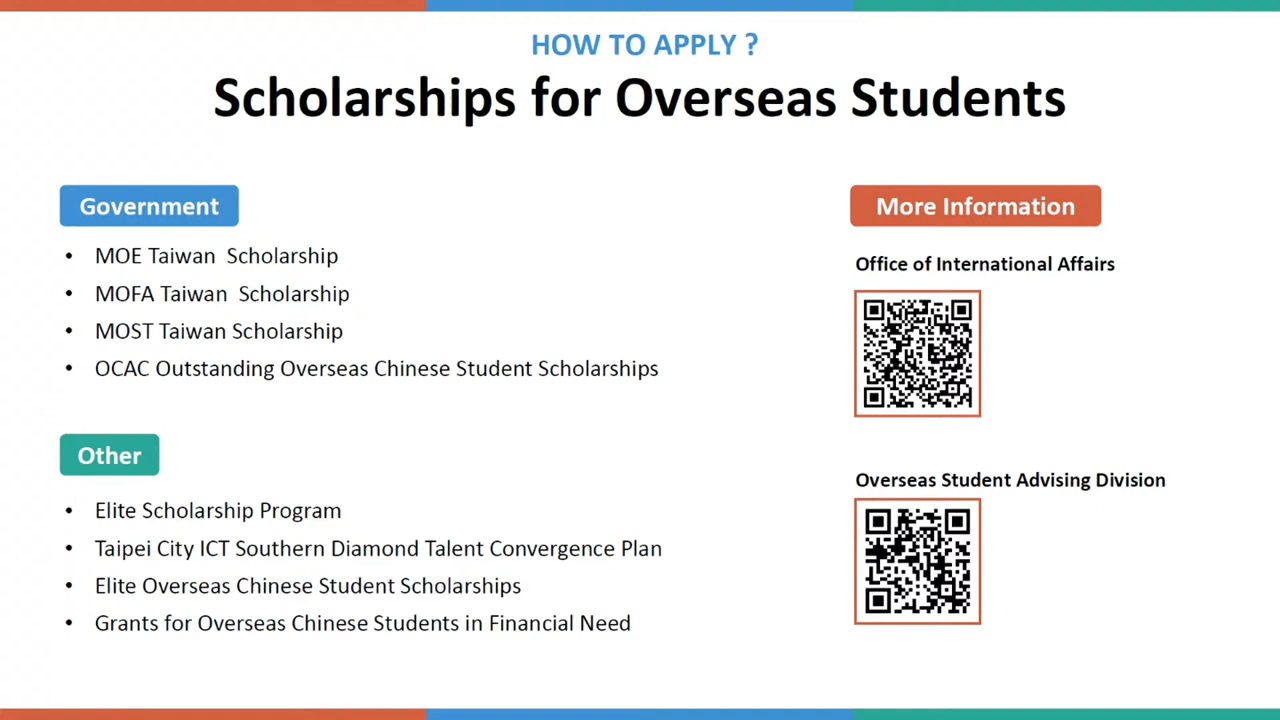 HOW TO APPLY ?
Scholarships for Overseas Students
Government
• MOE Taiwan  Scholarship
• MOFA Taiwan  Scholarship
• MOST Taiwan Scholarship
• OCAC Outstanding Overseas Chinese Student Scholarships
Other
• Elite Scholarship Program
• Taipei City ICT Southern Diamond Talent Convergence Plan
• Elite Overseas Chinese Student Scholarships
• Grants for Overseas Chinese Students in Financial Need
More Information
Office of International Affairs
Overseas Student Advising Division